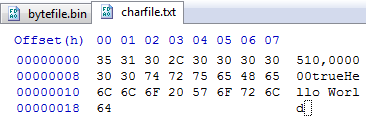 bytefile.bin charfile.txt
Offset(h) 00 01 02 03 04 05 06 07
00000000 35 31 30 2C 30 30 30 30 510,0000
00000008 30 30 74 72 75 65 48 65 00trueHe
00000010 6C 6C 6F 20 57 6F 72 6C llo Worl
00000018 64 d